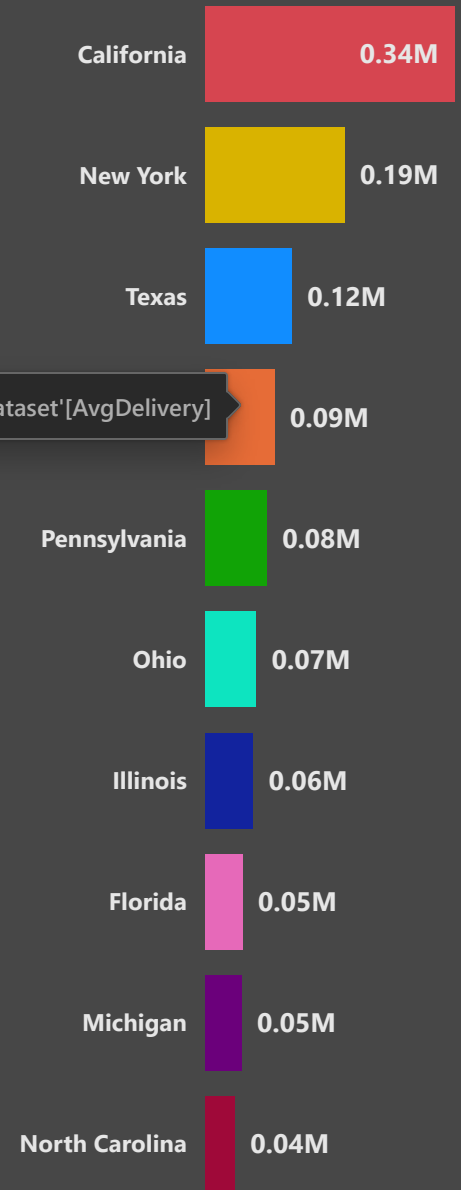 California 0.34M
New York 0.19M
Texas 0.12M
ataset'[AvgDelivery] 0.09M
Pennsylvania 0.08M
Ohio 0.07M
Illinois 0.06M
Florida 0.05M
Michigan 0.05M
North Carolina 0.04M